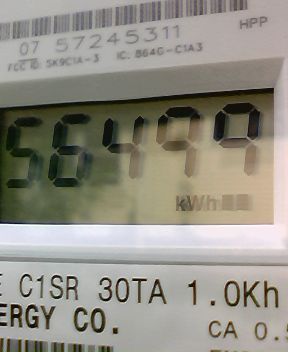 HPP
07 57245311
FCC ID: SK9C1A-3 IC: 864G-C1A3
56499
kWh
C1SR 30TA 1.0Kh
ERGY CO.
CA 0.5